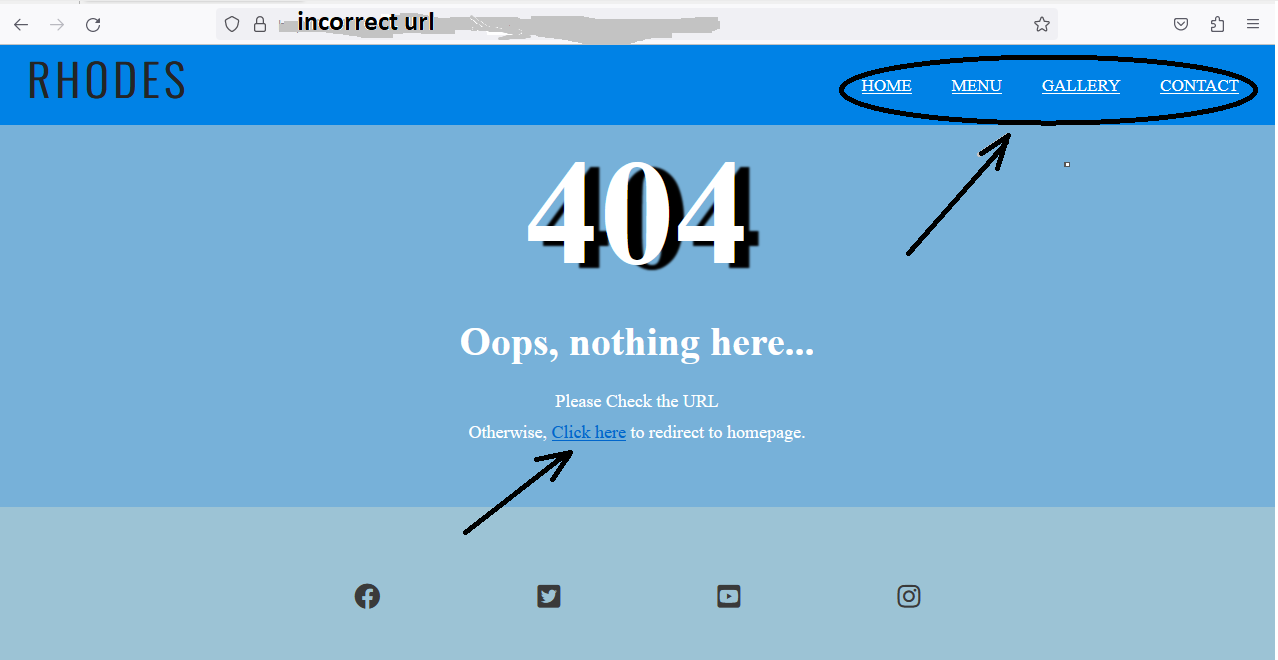 incorrect url
RHODES
HOME MENU GALLERY CONTACT
404
Oops, nothing here...
Please Check the URL
Otherwise, Click here to redirect to homepage.